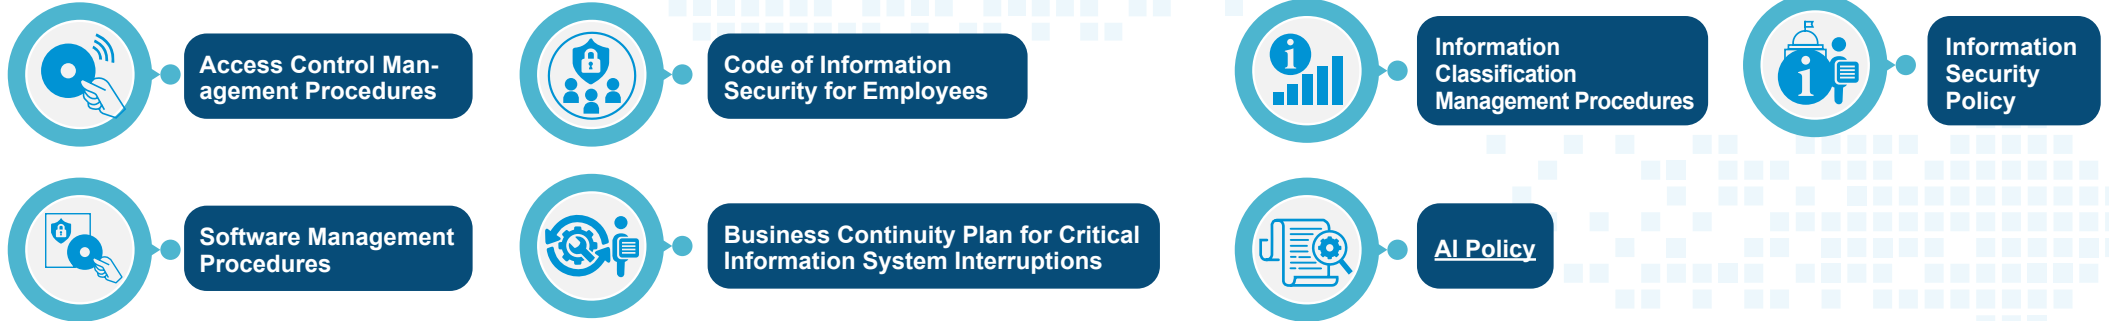 Access Control Man-
agement Procedures
Code of Information
Security for Employees
Information
Classification
Management Procedures
Information
Security
Policy
Software Management
Procedures
Business Continuity Plan for Critical
Information System Interruptions
AI Policy